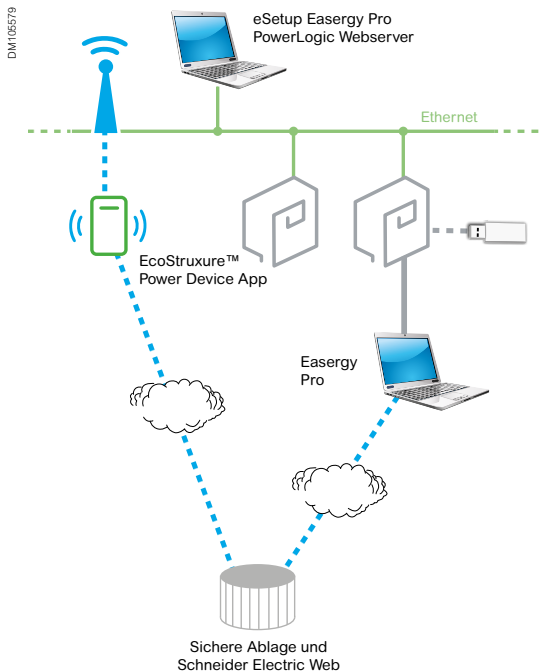 DM105579
eSetup Easergy Pro
PowerLogic Webserver
Ethernet
EcoStruxure™
Power Device App
Easergy
Pro
Sichere Ablage und
Schneider Electric Web